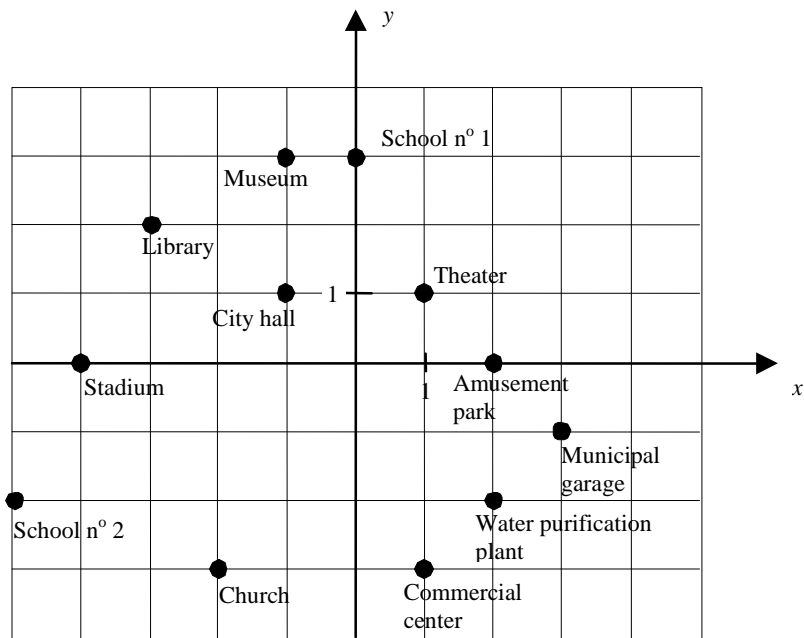 y
School nº 1
Museum
Library
Theater
1
City hall
Stadium
1
Amusement
park
x
Municipal
garage
School nº 2
Water purification
plant
Church
Commercial
center